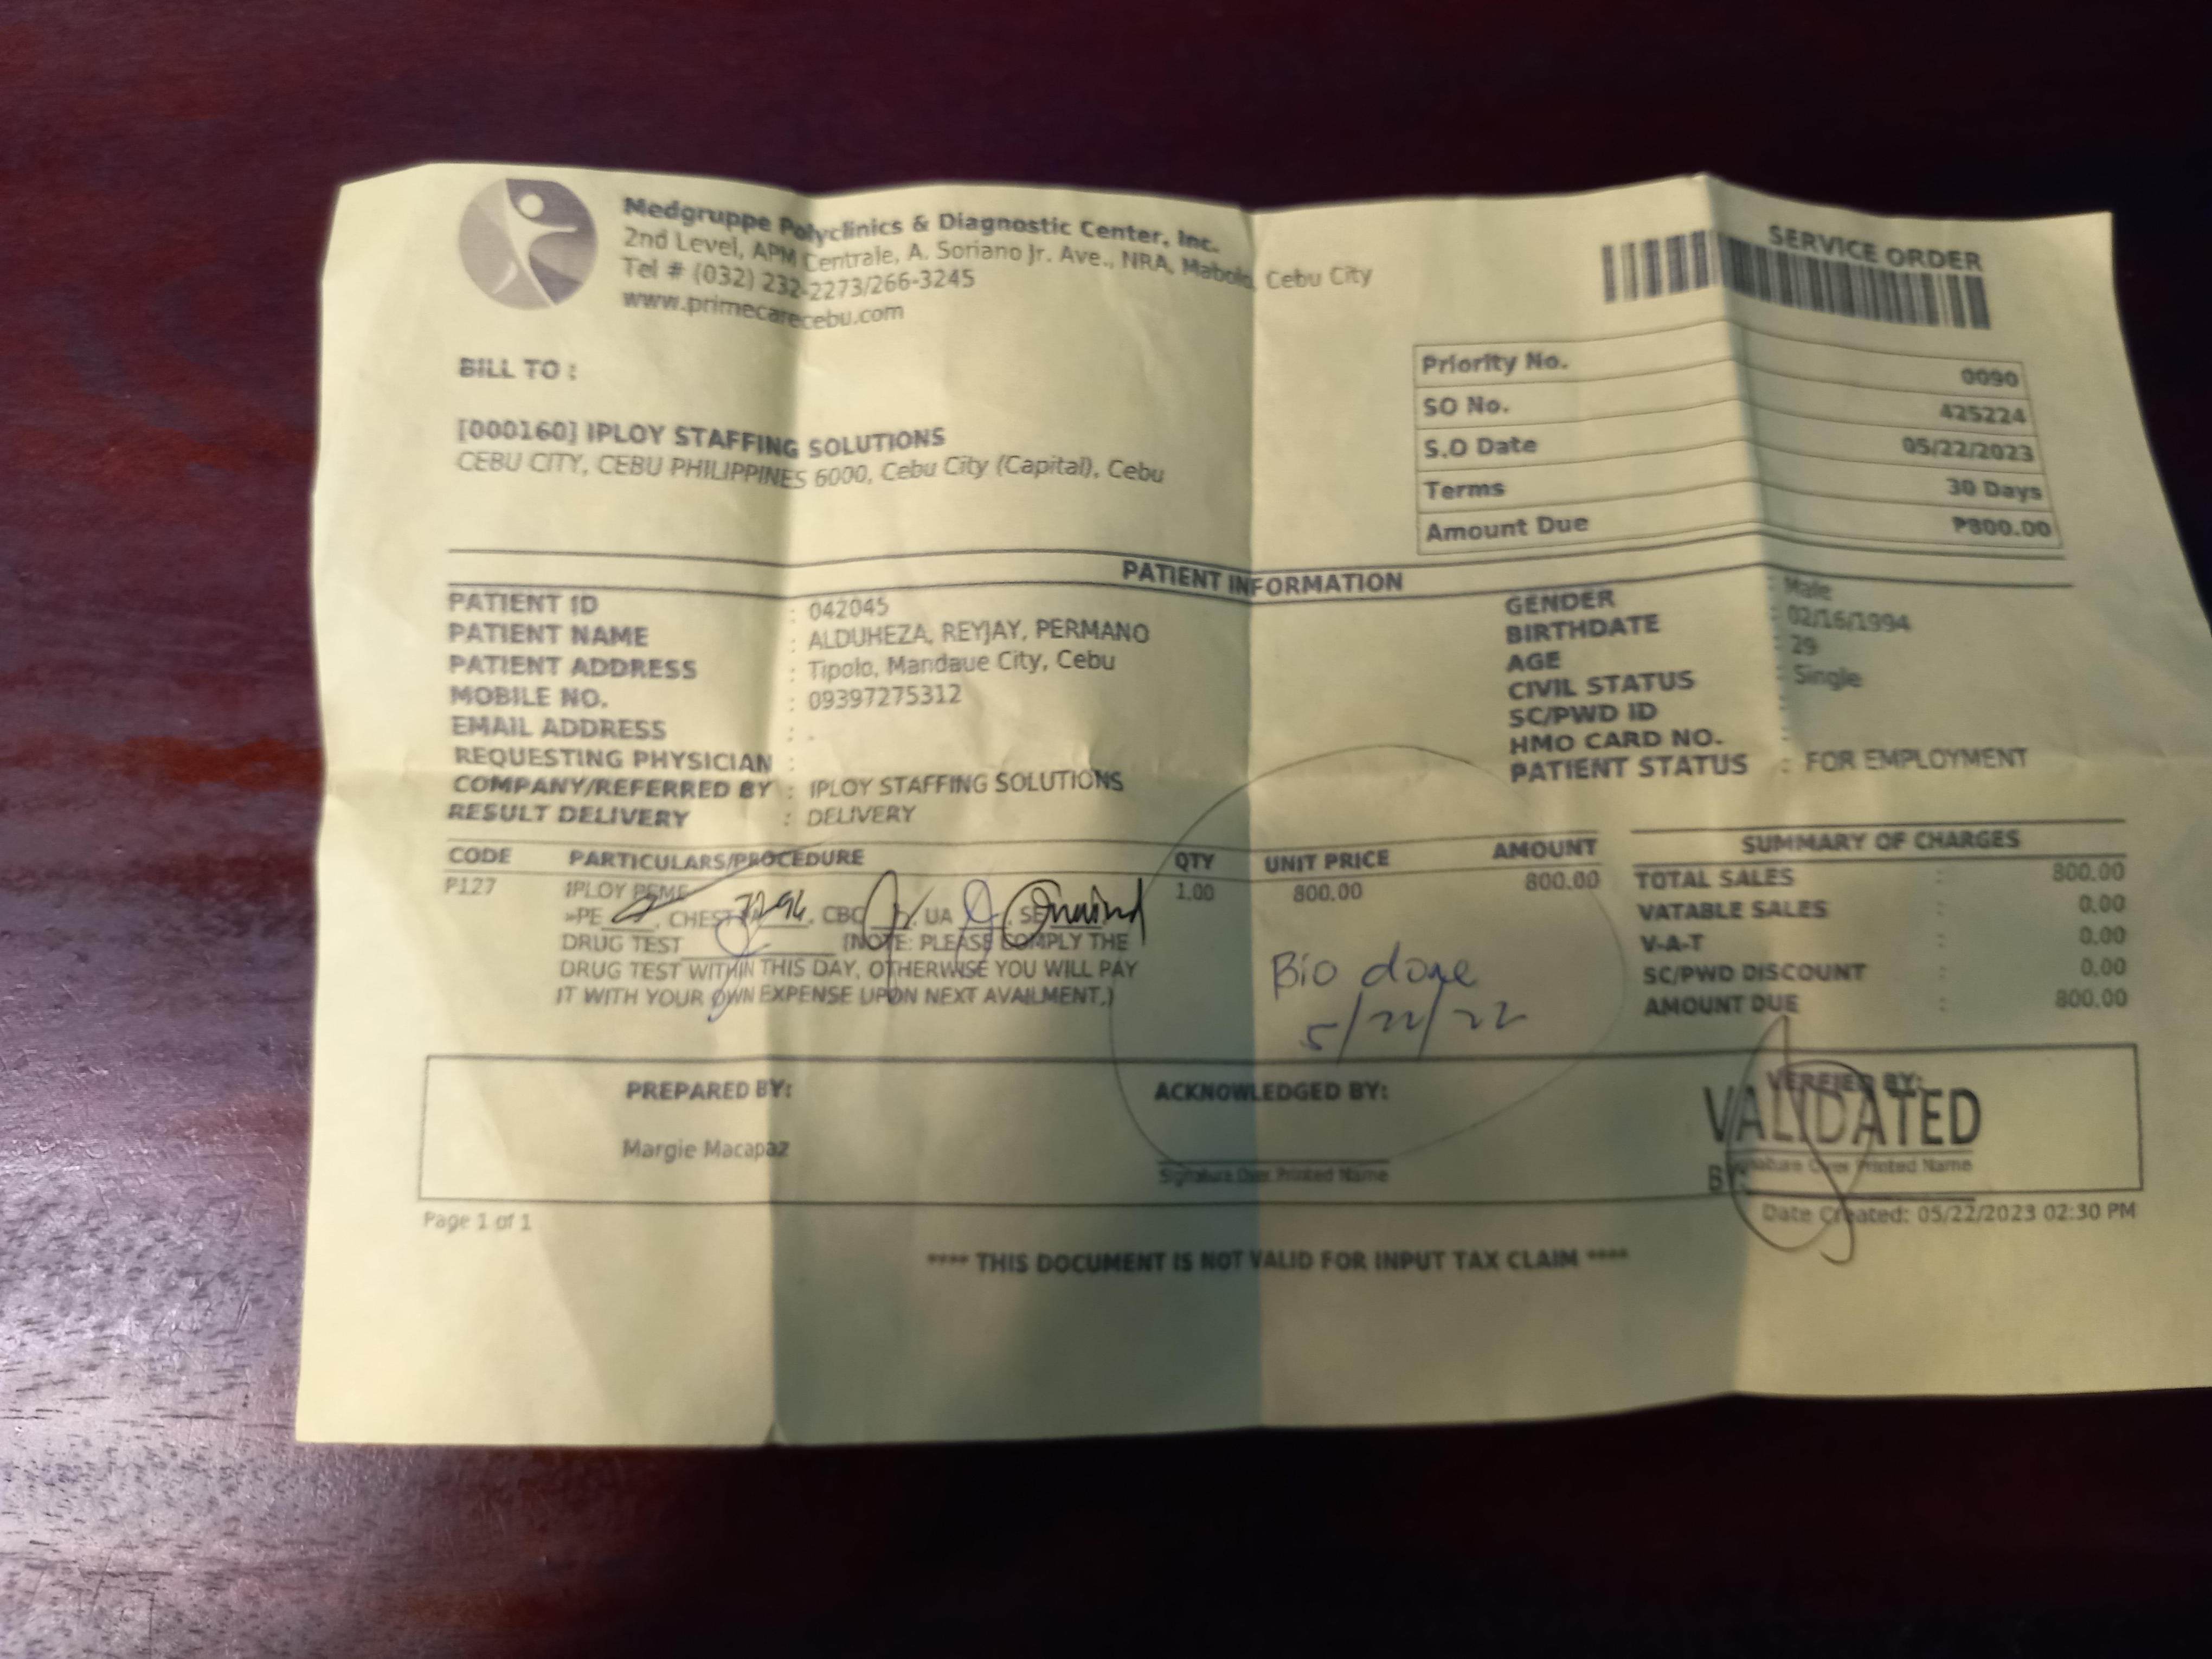 Medgruppe Polyclinics & Diagnostic Center, Inc.
2nd Level, APM Centrale, A. Soriano Jr. Ave., NRA, Mabolo, Cebu City
Tel # (032) 232-2273/266-3245
www.primecarecebu.com
SERVICE ORDER
BILL TO :
[000160] IPLOY STAFFING SOLUTIONS
CEBU CITY, CEBU PHILIPPINES 6000, Cebu City (Capital), Cebu
Priority No. 0090
SO No. 425224
S.O Date 05/22/2023
Terms 30 Days
Amount Due ₱800.00
PATIENT INFORMATION
PATIENT ID : 042045
PATIENT NAME : ALDUHEZA, REYJAY, PERMANO
PATIENT ADDRESS : Tipolo, Mandaue City, Cebu
MOBILE NO. : 09397275312
EMAIL ADDRESS : .
REQUESTING PHYSICIAN :
COMPANY/REFERRED BY : IPLOY STAFFING SOLUTIONS
RESULT DELIVERY : DELIVERY
GENDER : Male
BIRTHDATE : 02/16/1994
AGE : 29
CIVIL STATUS : Single
SC/PWD ID :
HMO CARD NO. :
PATIENT STATUS : FOR EMPLOYMENT
CODE PARTICULARS/PROCEDURE QTY UNIT PRICE AMOUNT
P127 IPLOY PEME 1.00 800.00 800.00
»PE , CHEST , CBC , UA , SE
DRUG TEST (NOTE: PLEASE COMPLY THE
DRUG TEST WITHIN THIS DAY, OTHERWISE YOU WILL PAY
IT WITH YOUR OWN EXPENSE UPON NEXT AVAILMENT.)
Bio done
5/22/22
SUMMARY OF CHARGES
TOTAL SALES : 800.00
VATABLE SALES : 0.00
V-A-T : 0.00
SC/PWD DISCOUNT : 0.00
AMOUNT DUE : 800.00
PREPARED BY:
Margie Macapaz
ACKNOWLEDGED BY:
Signature Over Printed Name
VERFIED BY:
VALIDATED
Signature Over Printed Name
BY:
Page 1 of 1
Date Created: 05/22/2023 02:30 PM
**** THIS DOCUMENT IS NOT VALID FOR INPUT TAX CLAIM ****